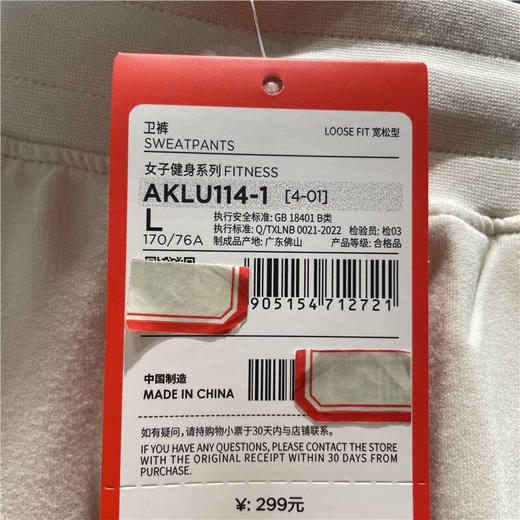 卫裤
SWEATPANTS
LOOSE FIT 宽松型
女子健身系列 FITNESS
AKLU114-1 [4-01]
L
170/76A
执行安全标准: GB 18401 B类
执行标准: Q/TXLNB 0021-2022 检验员: 检03
制成品产地: 广东佛山 产品等级: 合格品
905154 712721
中国制造
MADE IN CHINA
如有疑问，请持购物小票于30天内与店铺联系。
IF YOU HAVE ANY QUESTIONS, PLEASE CONTACT THE STORE
WITH THE ORIGINAL RECEIPT WITHIN 30 DAYS FROM
PURCHASE.
¥: 299元